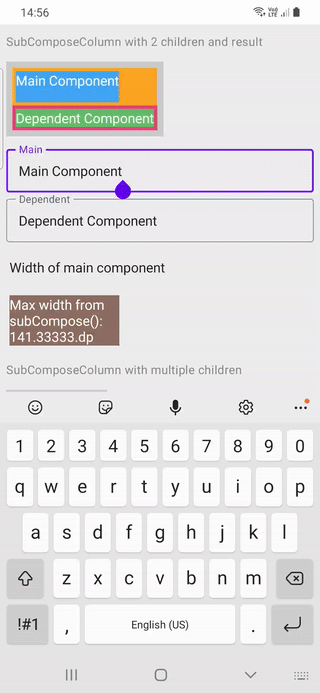 14:56
Vo))
LTE
SubComposeColumn with 2 children and result
Main Component
Dependent Component
Main
Main Component
Dependent
Dependent Component
Width of main component
Max width from
subCompose():
141.33333.dp
SubComposeColumn with multiple children
1 2 3 4 5 6 7 8 9 0
q w e r t y u i o p
a s d f g h j k l
z x c v b n m
!#1 , English (US) .